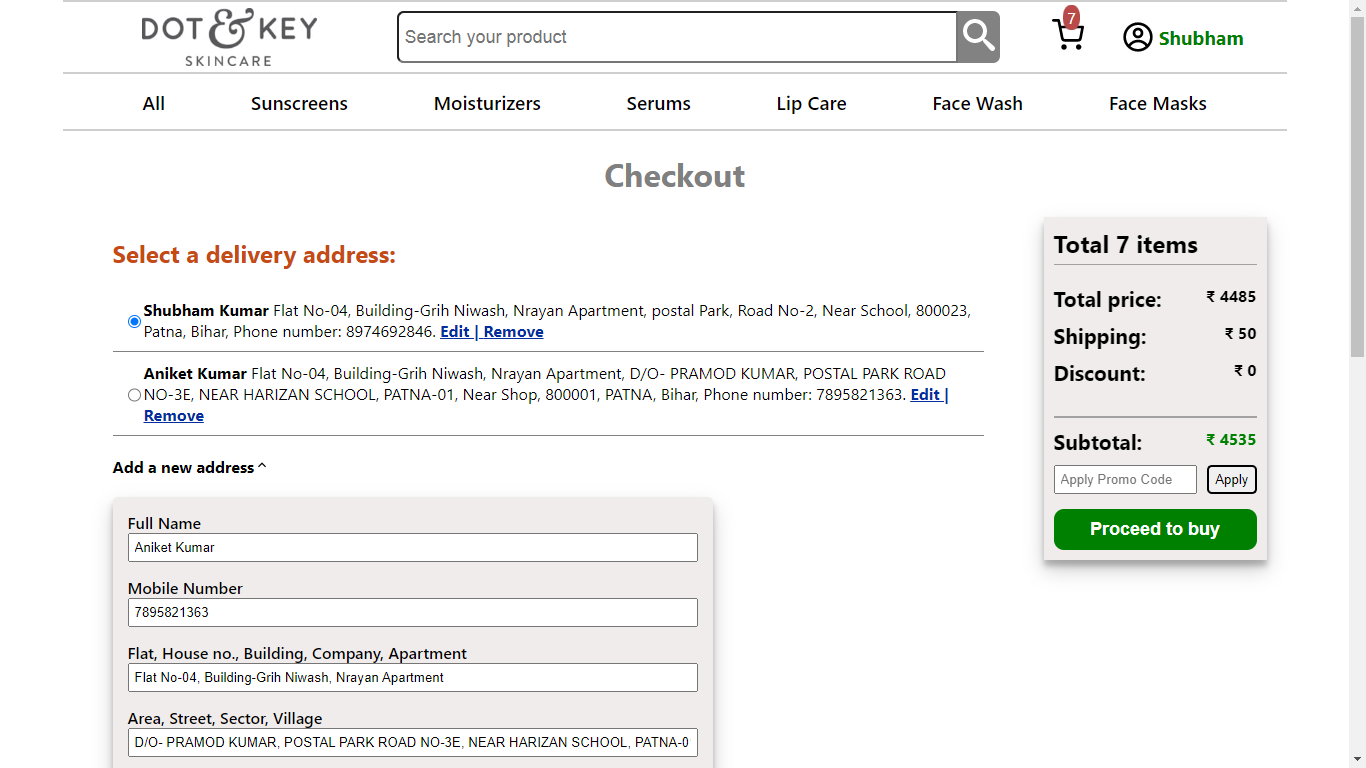 DOT & KEY
SKINCARE
Search your product
7
Shubham
All
Sunscreens
Moisturizers
Serums
Lip Care
Face Wash
Face Masks
Checkout
Select a delivery address:
Shubham Kumar Flat No-04, Building-Grih Niwash, Nrayan Apartment, postal Park, Road No-2, Near School, 800023,
Patna, Bihar, Phone number: 8974692846. Edit | Remove
Aniket Kumar Flat No-04, Building-Grih Niwash, Nrayan Apartment, D/O- PRAMOD KUMAR, POSTAL PARK ROAD
NO-3E, NEAR HARIZAN SCHOOL, PATNA-01, Near Shop, 800001, PATNA, Bihar, Phone number: 7895821363. Edit |
Remove
Add a new address ^
Full Name
Aniket Kumar
Mobile Number
7895821363
Flat, House no., Building, Company, Apartment
Flat No-04, Building-Grih Niwash, Nrayan Apartment
Area, Street, Sector, Village
D/O- PRAMOD KUMAR, POSTAL PARK ROAD NO-3E, NEAR HARIZAN SCHOOL, PATNA-0
Total 7 items
Total price: ₹ 4485
Shipping: ₹ 50
Discount: ₹ 0
Subtotal: ₹ 4535
Apply Promo Code
Apply
Proceed to buy